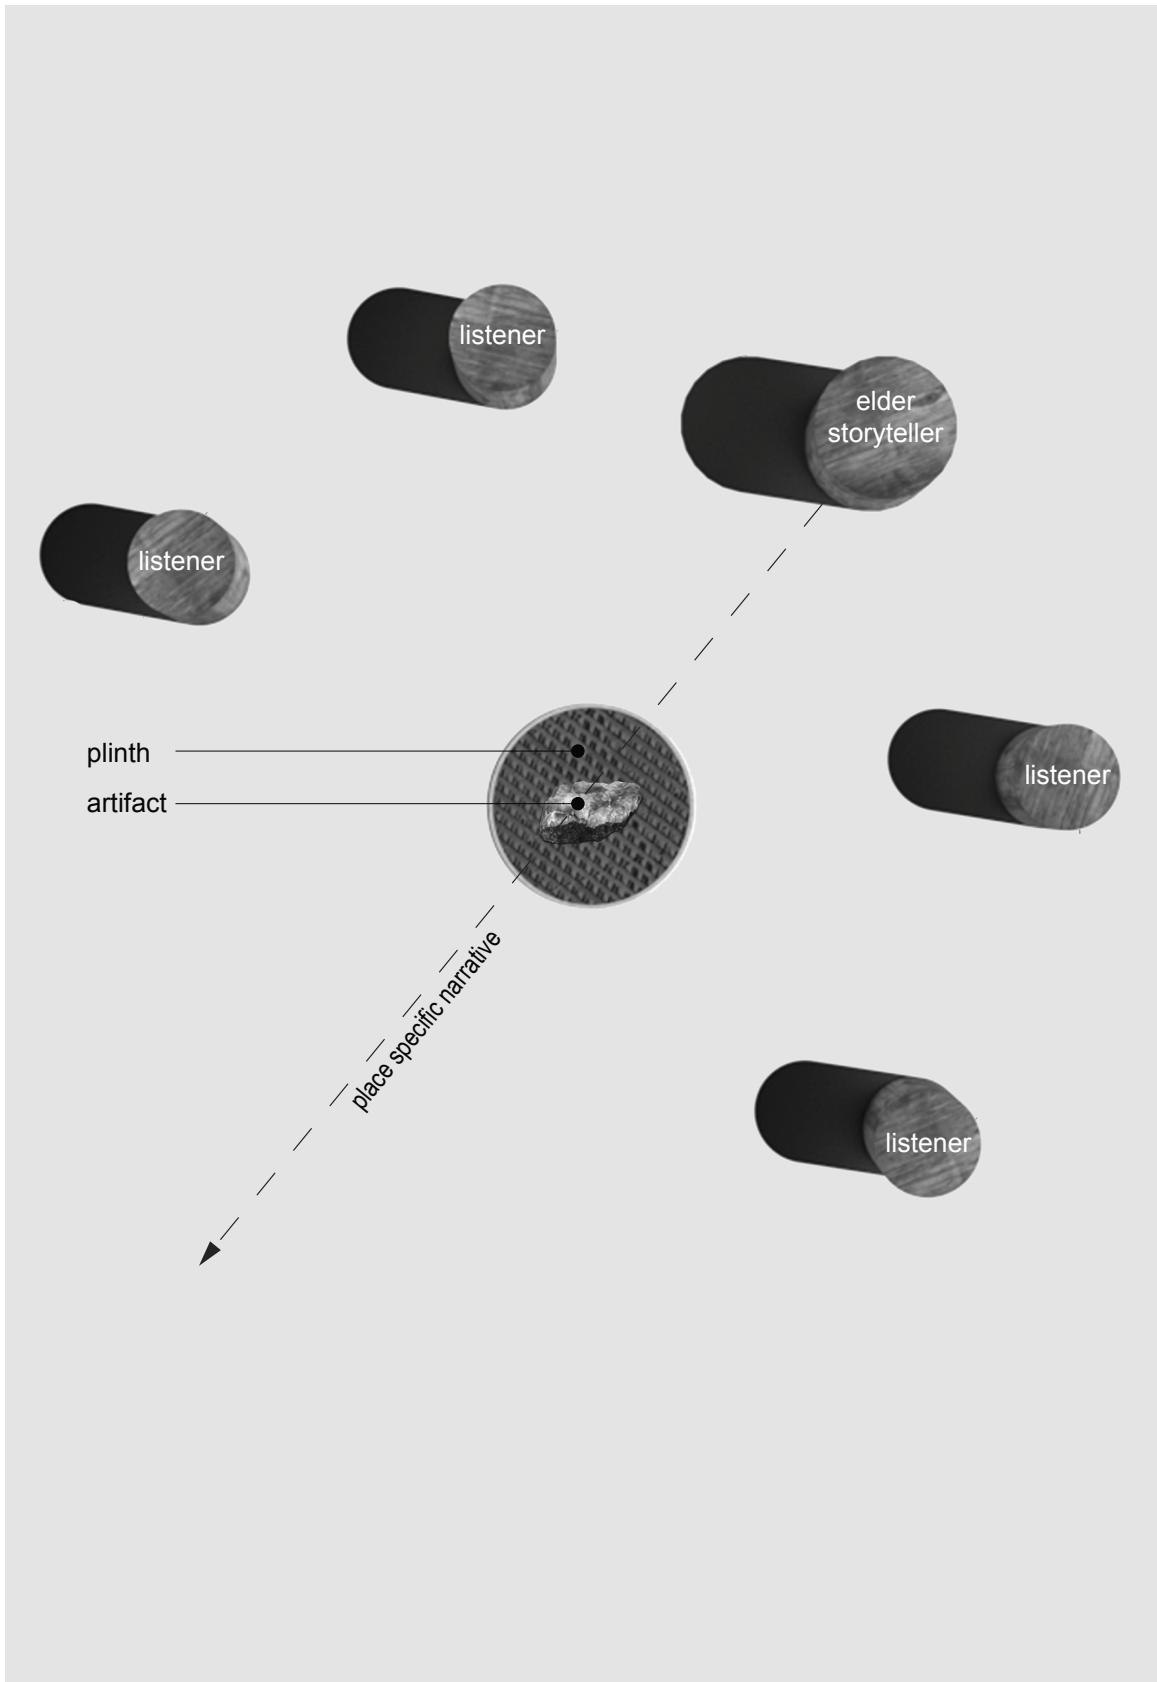 listener
elder
storyteller
listener
plinth
artifact
listener
place specific narrative
listener